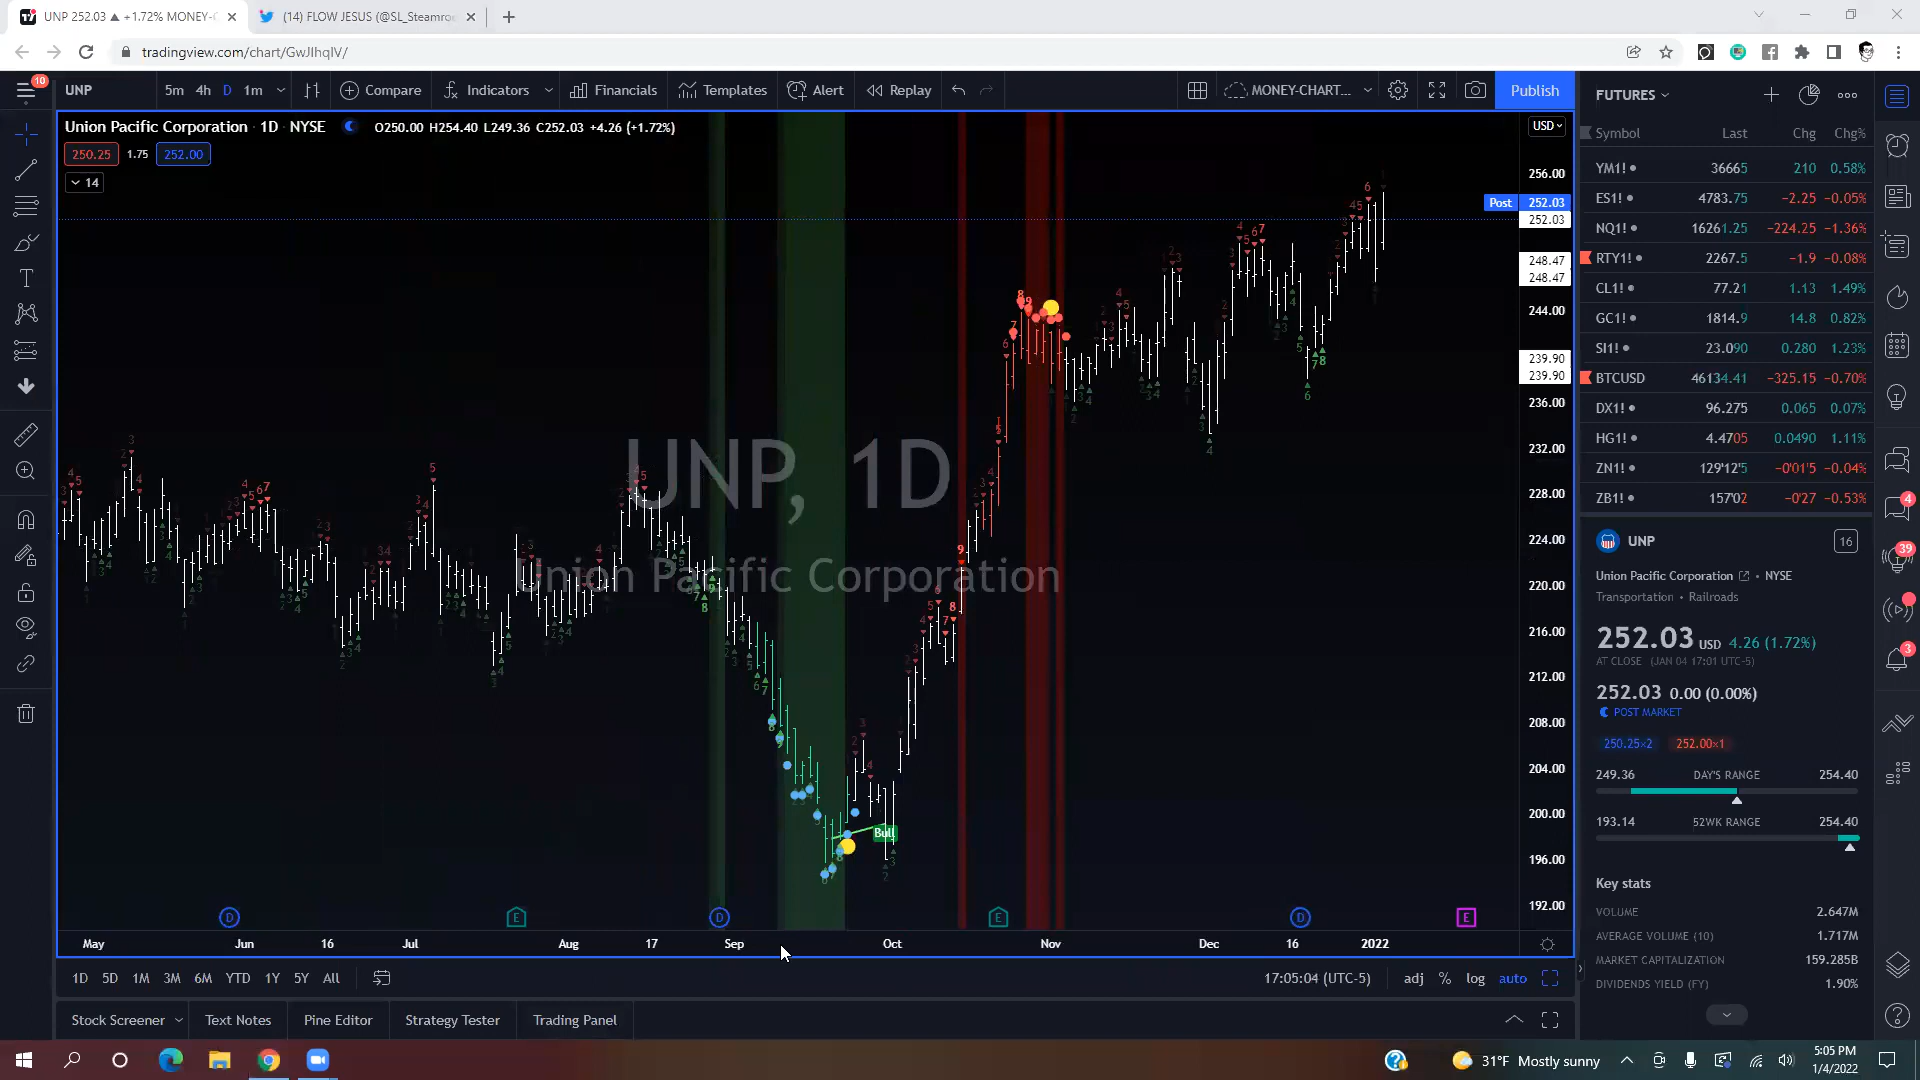 UNP 252.03 ▲ +1.72% MONEY-C
(14) FLOW JESUS (@SL_Steamro
tradingview.com/chart/GwJIhqIV/
10
UNP
5m 4h D 1m
Compare
Indicators
Financials
Templates
Alert
Replay
MONEY-CHART...
Publish
Union Pacific Corporation · 1D · NYSE
O250.00 H254.40 L249.36 C252.03 +4.26 (+1.72%)
250.25 1.75 252.00
14
UNP, 1D
Union Pacific Corporation
Bull
USD
256.00
Post 252.03
252.03
248.47
248.47
244.00
239.90
239.90
236.00
232.00
228.00
224.00
220.00
216.00
212.00
208.00
204.00
200.00
196.00
192.00
D E D E D E
May Jun 16 Jul Aug 17 Sep Oct Nov Dec 16 2022
1D 5D 1M 3M 6M YTD 1Y 5Y All
17:05:04 (UTC-5) adj % log auto
Stock Screener Text Notes Pine Editor Strategy Tester Trading Panel
FUTURES
Symbol Last Chg Chg%
YM1! 36665 210 0.58%
ES1! 4783.75 −2.25 −0.05%
NQ1! 16261.25 −224.25 −1.36%
RTY1! 2267.5 −1.9 −0.08%
CL1! 77.21 1.13 1.49%
GC1! 1814.9 14.8 0.82%
SI1! 23.090 0.280 1.23%
BTCUSD 46134.41 −325.15 −0.70%
DX1! 96.275 0.065 0.07%
HG1! 4.4705 0.0490 1.11%
ZN1! 129'12'5 −0'01'5 −0.04%
ZB1! 157'02 −0'27 −0.53%
UNP 16
Union Pacific Corporation • NYSE
Transportation • Railroads
252.03 USD 4.26 (1.72%)
AT CLOSE (JAN 04 17:01 UTC-5)
252.03 0.00 (0.00%)
POST MARKET
250.25×2 252.00×1
249.36 DAY'S RANGE 254.40
193.14 52WK RANGE 254.40
Key stats
VOLUME 2.647M
AVERAGE VOLUME (10) 1.717M
MARKET CAPITALIZATION 159.285B
DIVIDENDS YIELD (FY) 1.90%
4
39
3
31°F Mostly sunny
5:05 PM
1/4/2022